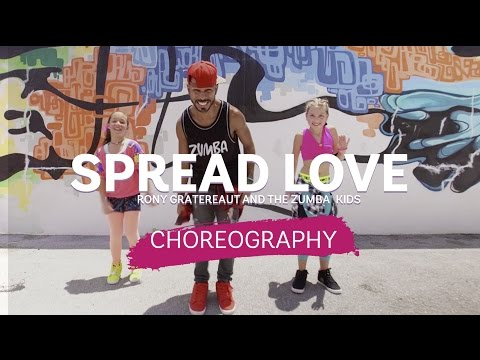 ZUMBA
SPREAD LOVE
RONY GRATEREAUT AND THE ZUMBA KIDS
CHOREOGRAPHY